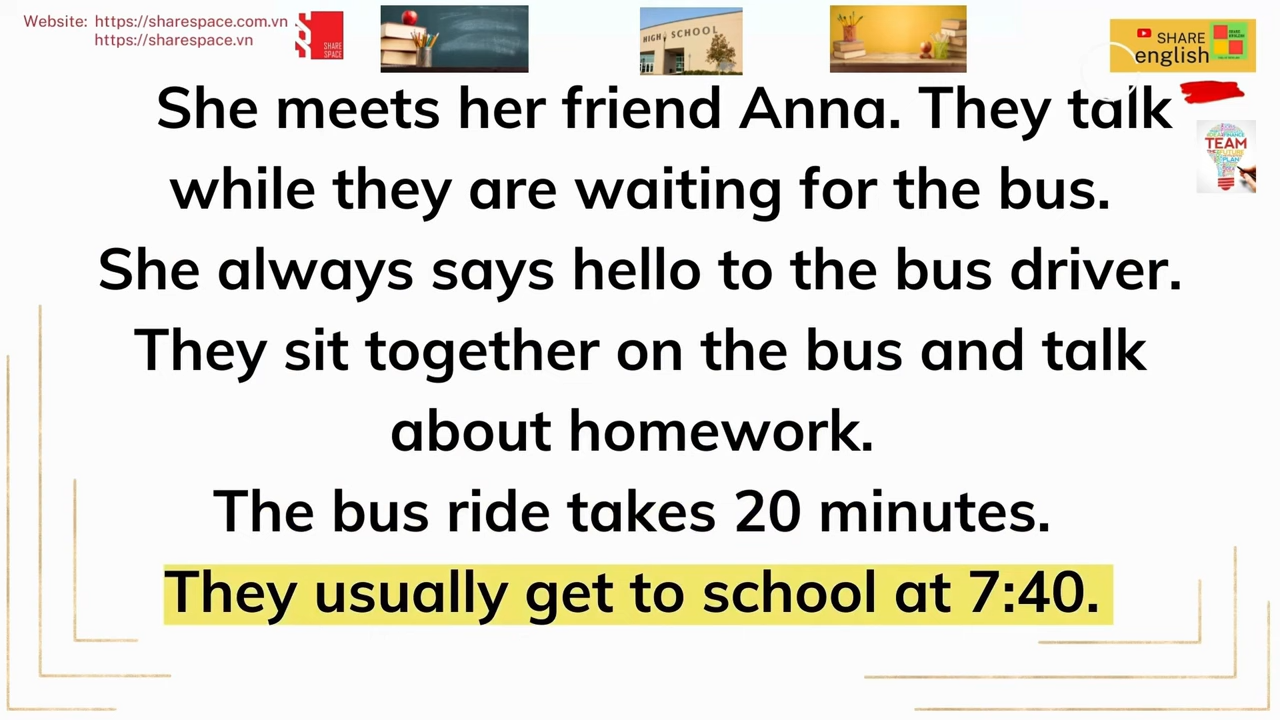 Website: https://sharespace.com.vn
https://sharespace.vn
SHARE
SPACE
HIGH SCHOOL
SHARE
english
TEAM
PLAN
She meets her friend Anna. They talk
while they are waiting for the bus.
She always says hello to the bus driver.
They sit together on the bus and talk
about homework.
The bus ride takes 20 minutes.
They usually get to school at 7:40.